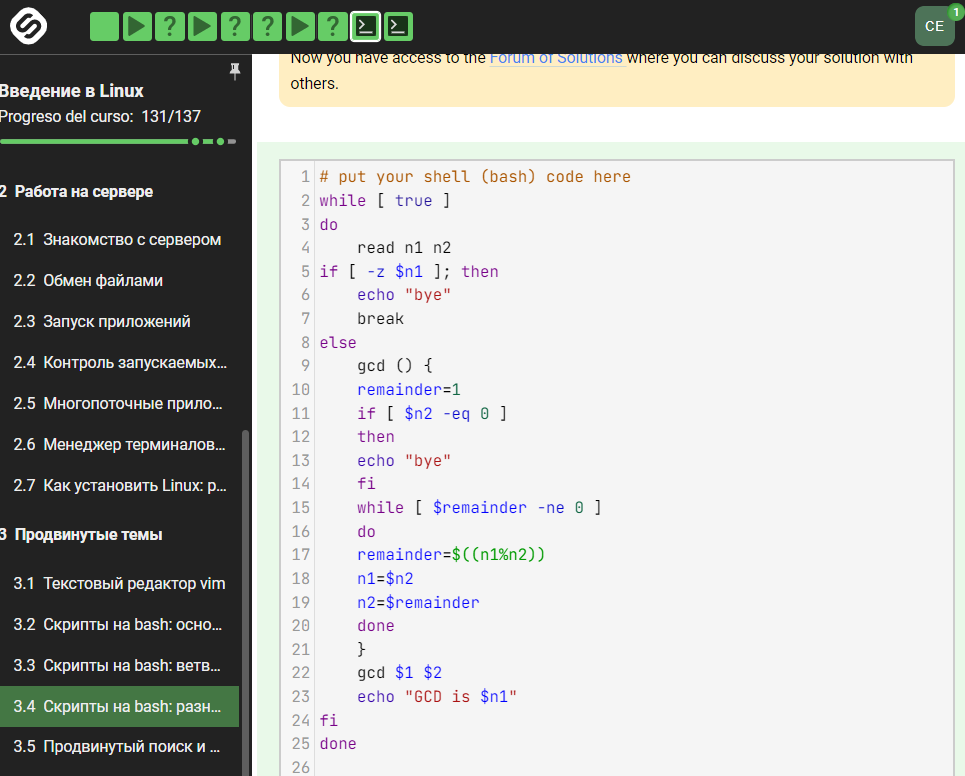 CE
1
Now you have access to the Forum of Solutions where you can discuss your solution with
others.
Введение в Linux
Progreso del curso: 131/137
2 Работа на сервере
2.1 Знакомство с сервером
2.2 Обмен файлами
2.3 Запуск приложений
2.4 Контроль запускаемых...
2.5 Многопоточные прило...
2.6 Менеджер терминалов...
2.7 Как установить Linux: р...
3 Продвинутые темы
3.1 Текстовый редактор vim
3.2 Скрипты на bash: осно...
3.3 Скрипты на bash: ветв...
3.4 Скрипты на bash: разн...
3.5 Продвинутый поиск и ...
1 # put your shell (bash) code here
2 while [ true ]
3 do
4     read n1 n2
5 if [ -z $n1 ]; then
6     echo "bye"
7     break
8 else
9     gcd () {
10     remainder=1
11     if [ $n2 -eq 0 ]
12     then
13     echo "bye"
14     fi
15     while [ $remainder -ne 0 ]
16     do
17     remainder=$((n1%n2))
18     n1=$n2
19     n2=$remainder
20     done
21     }
22     gcd $1 $2
23     echo "GCD is $n1"
24 fi
25 done
26